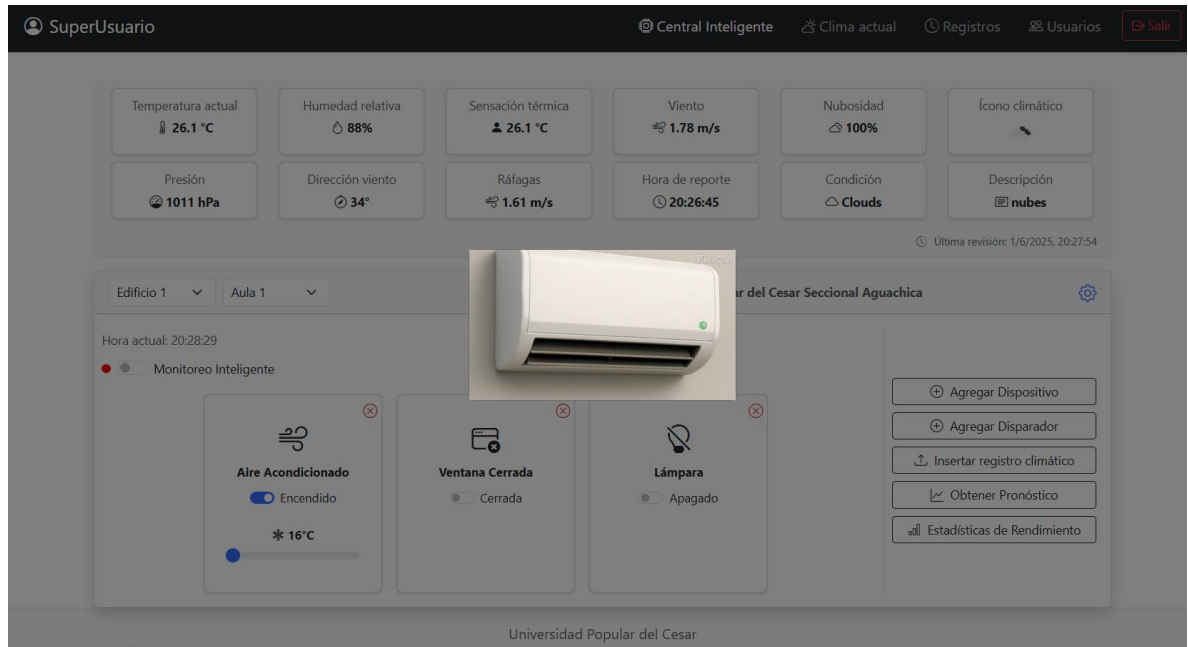 SuperUsuario
Central Inteligente
Clima actual
Registros
Usuarios
Salir
Temperatura actual
26.1 °C
Humedad relativa
88%
Sensación térmica
26.1 °C
Viento
1.78 m/s
Nubosidad
100%
Ícono climático
Presión
1011 hPa
Dirección viento
34°
Ráfagas
1.61 m/s
Hora de reporte
20:26:45
Condición
Clouds
Descripción
nubes
Última revisión: 1/6/2025, 20:27:54
Edificio 1
Aula 1
del Cesar Seccional Aguachica
Hora actual: 20:28:29
Monitoreo Inteligente
Aire Acondicionado
Encendido
16°C
Ventana Cerrada
Cerrada
Lámpara
Apagado
Agregar Dispositivo
Agregar Disparador
Insertar registro climático
Obtener Pronóstico
Estadísticas de Rendimiento
Universidad Popular del Cesar